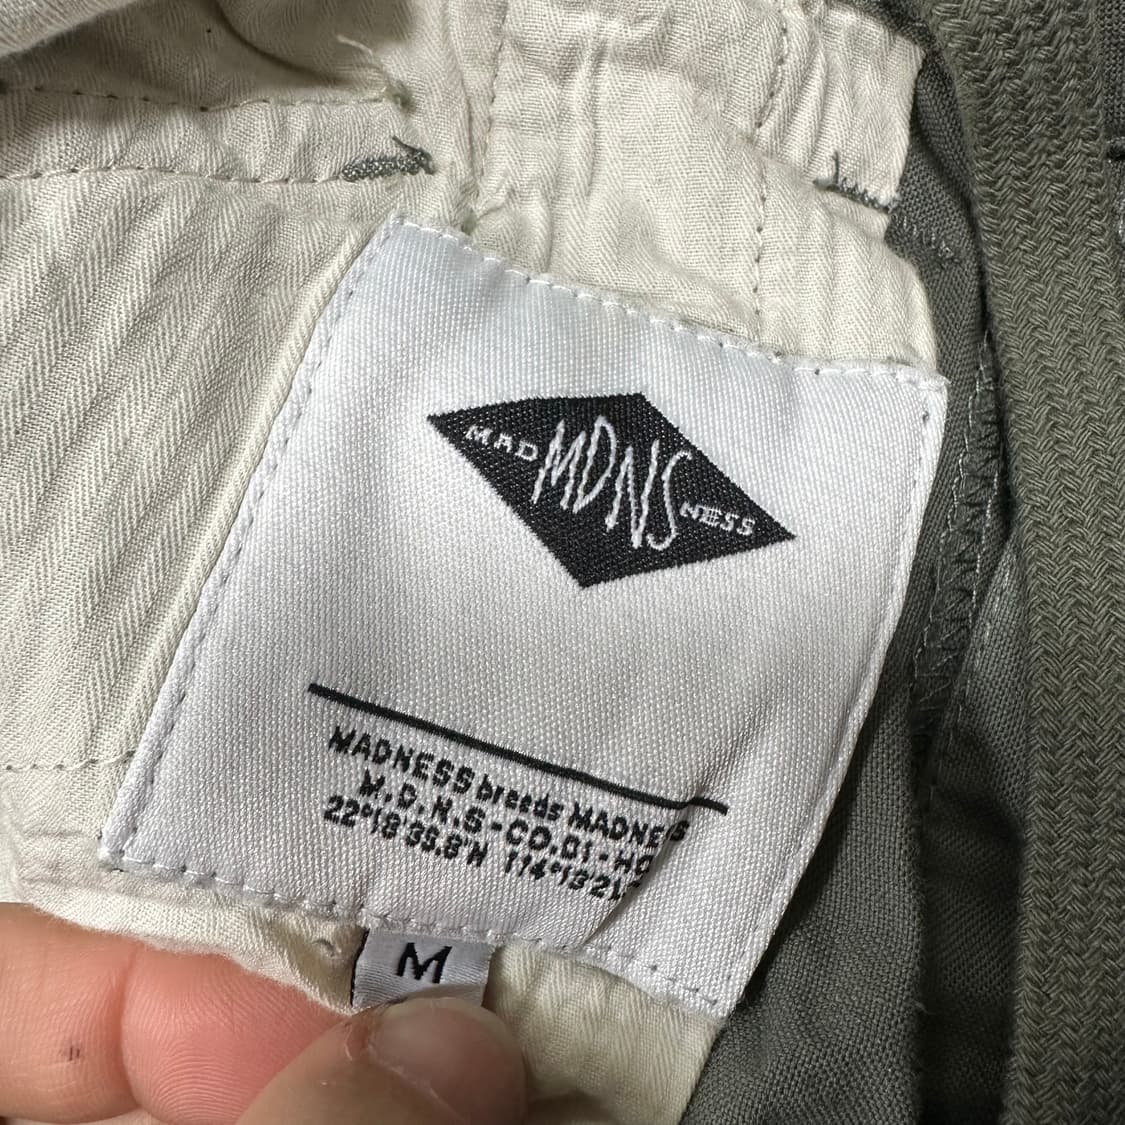 MAD MDNS NESS
MADNESS breeds MADNESS
M.D.N.S-CO.01-HO
22°18'35.8"N 114°13'21
M